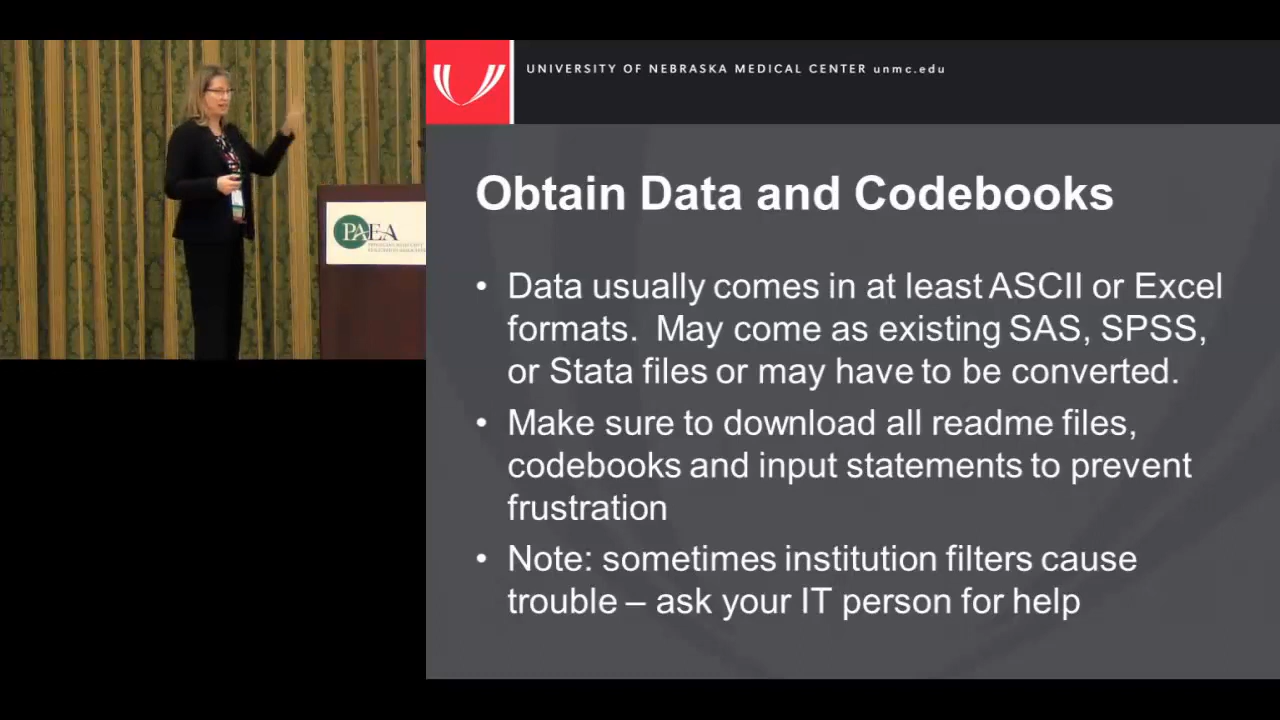 UNIVERSITY OF NEBRASKA MEDICAL CENTER unmc.edu
Obtain Data and Codebooks
• Data usually comes in at least ASCII or Excel
formats. May come as existing SAS, SPSS,
or Stata files or may have to be converted.
• Make sure to download all readme files,
codebooks and input statements to prevent
frustration
• Note: sometimes institution filters cause
trouble – ask your IT person for help
PAEA